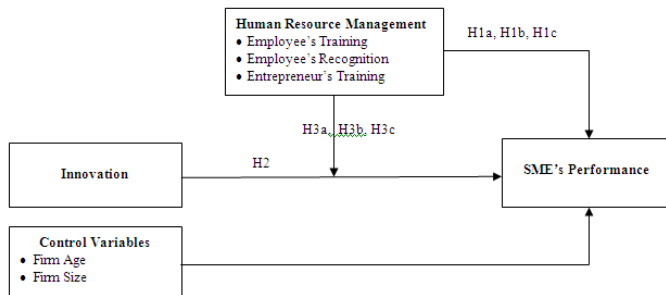 Human Resource Management
• Employee's Training
• Employee's Recognition
• Entrepreneur's Training
H1a, H1b, H1c
H3a, H3b, H3c
H2
Innovation
SME's Performance
Control Variables
• Firm Age
• Firm Size